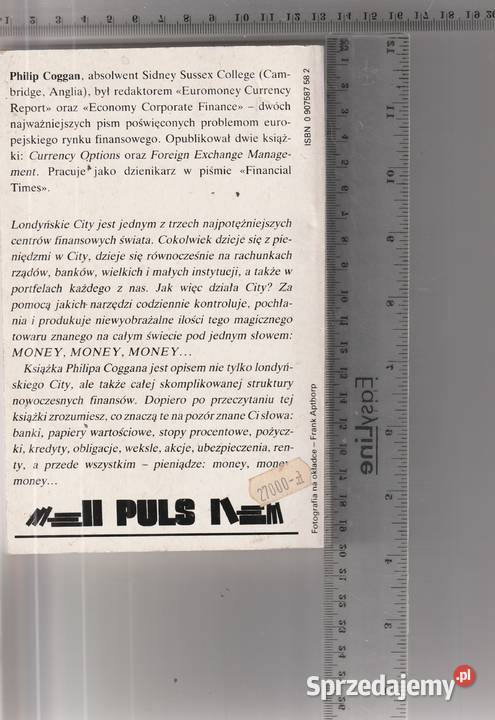 Philip Coggan, absolwent Sidney Sussex College (Cam-
bridge, Anglia), był redaktorem «Euromoney Currency
Report» oraz «Economy Corporate Finance» – dwóch
najważniejszych pism poświęconych problemom euro-
pejskiego rynku finansowego. Opublikował dwie książ-
ki: Currency Options oraz Foreign Exchange Manage-
ment. Pracuje jako dzienikarz w piśmie «Financial
Times».
Londyńskie City jest jednym z trzech najpotężniejszych
centrów finansowych świata. Cokolwiek dzieje się z pie-
niędzmi w City, dzieje się równocześnie na rachunkach
rządów, banków, wielkich i małych instytucji, a także w
portfelach każdego z nas. Jak więc działa City? Za
pomocą jakich narzędzi codziennie kontroluje, pochła-
nia i produkuje niewyobrażalne ilości tego magicznego
towaru znanego na całym świecie pod jednym słowem:
MONEY, MONEY, MONEY...
Książka Philipa Coggana jest opisem nie tylko londyń-
skiego City, ale także całej skomplikowanej struktury
nowoczesnych finansów. Dopiero po przeczytaniu tej
książki zrozumiesz, co znaczą te na pozór znane Ci słowa:
banki, papiery wartościowe, stopy procentowe, pożycz-
ki, kredyty, obligacje, weksle, akcje, ubezpieczenia, ren-
ty, a przede wszystkim – pieniądze: money, money,
money...
27000-zł
PULS
ISBN 0 907587 58 2
Fotografia na okładce – Frank Apthorp
EasyLine
Sprzedajemy.pl